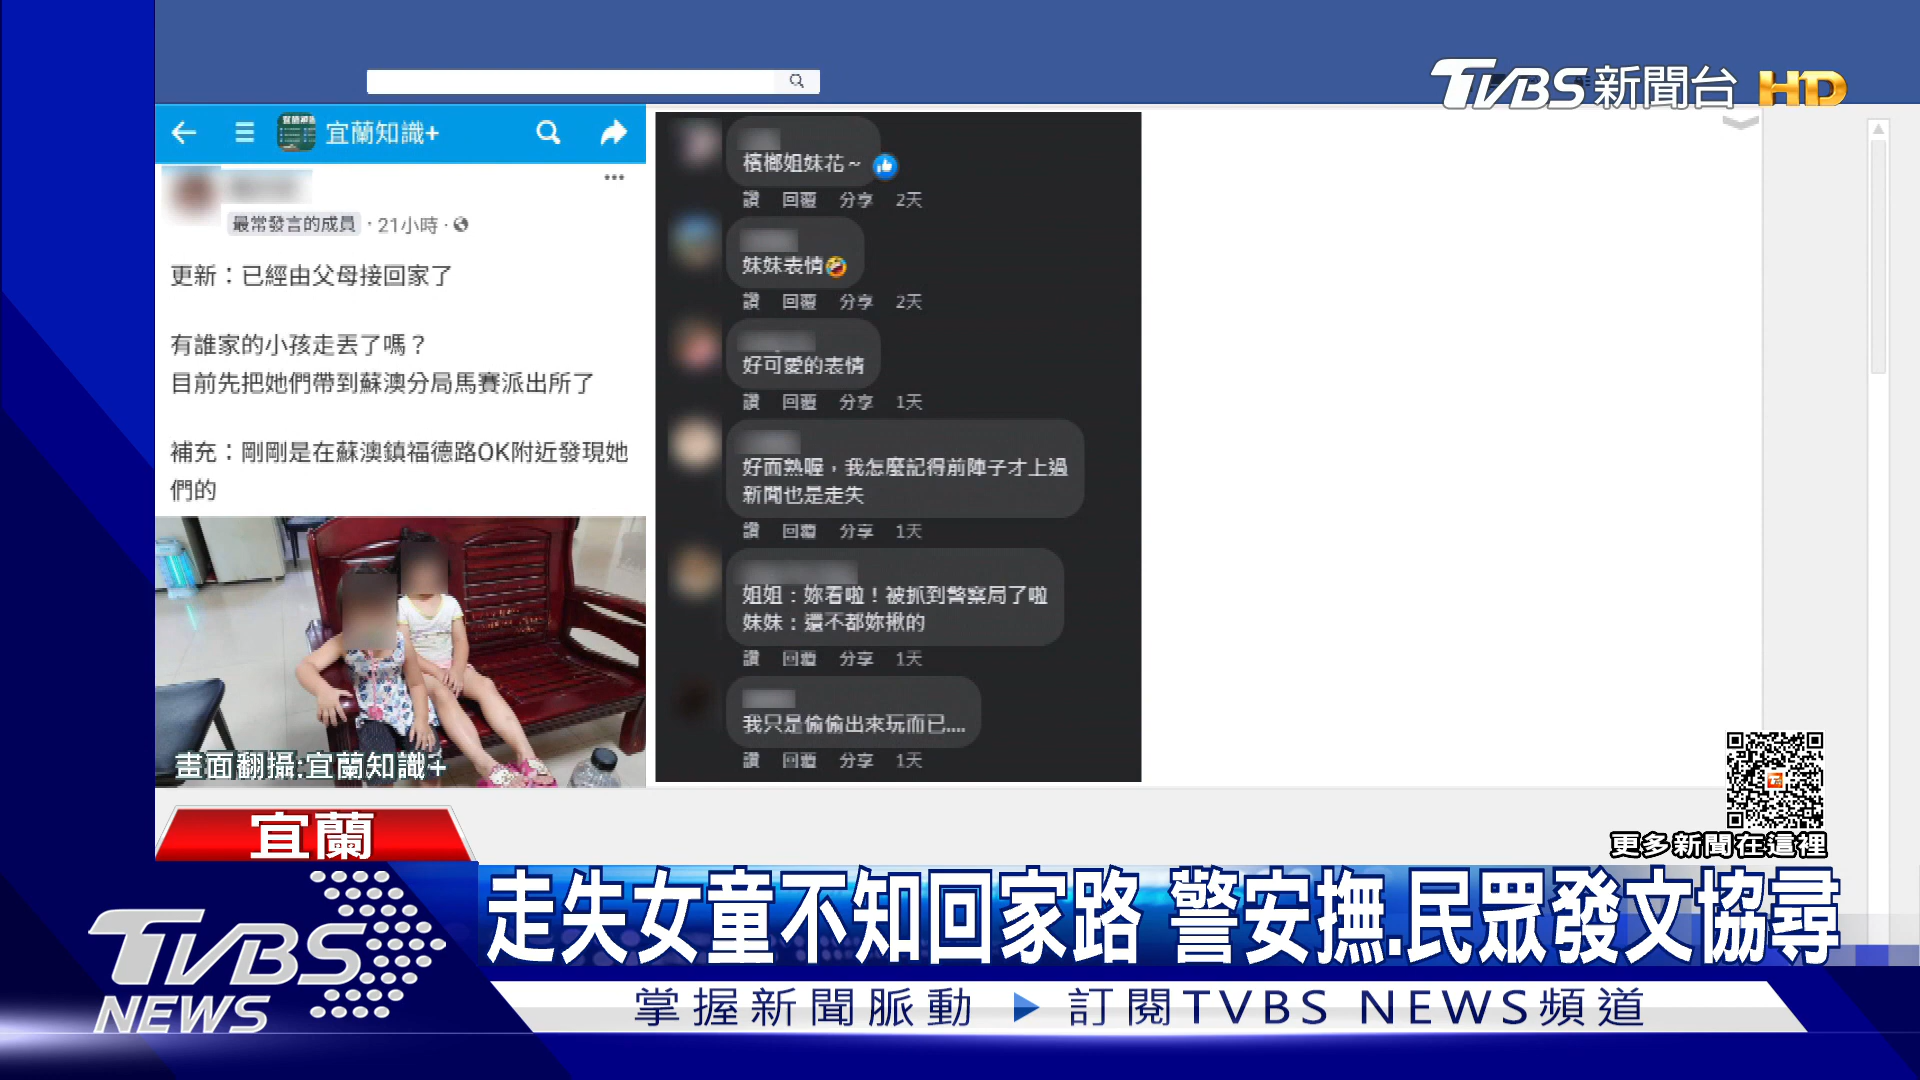 TVBS新聞台 HD
宜蘭知識+
最常發言的成員 · 21小時 ·
更新：已經由父母接回家了
有誰家的小孩走丟了嗎？
目前先把她們帶到蘇澳分局馬賽派出所了
補充：剛剛是在蘇澳鎮福德路OK附近發現她
們的
畫面翻攝:宜蘭知識+
檳榔姐妹花~
讚 回覆 分享 2天
妹妹表情🤣
讚 回覆 分享 2天
好可愛的表情
讚 回覆 分享 1天
好面熟喔，我怎麼記得前陣子才上過
新聞也是走失
讚 回覆 分享 1天
姐姐：妳看啦！被抓到警察局了啦
妹妹：還不都妳揪的
讚 回覆 分享 1天
我只是偷偷出來玩而已....
讚 回覆 分享 1天
更多新聞在這裡
宜蘭
走失女童不知回家路 警安撫.民眾發文協尋
TVBS
NEWS
掌握新聞脈動 ▶ 訂閱TVBS NEWS頻道